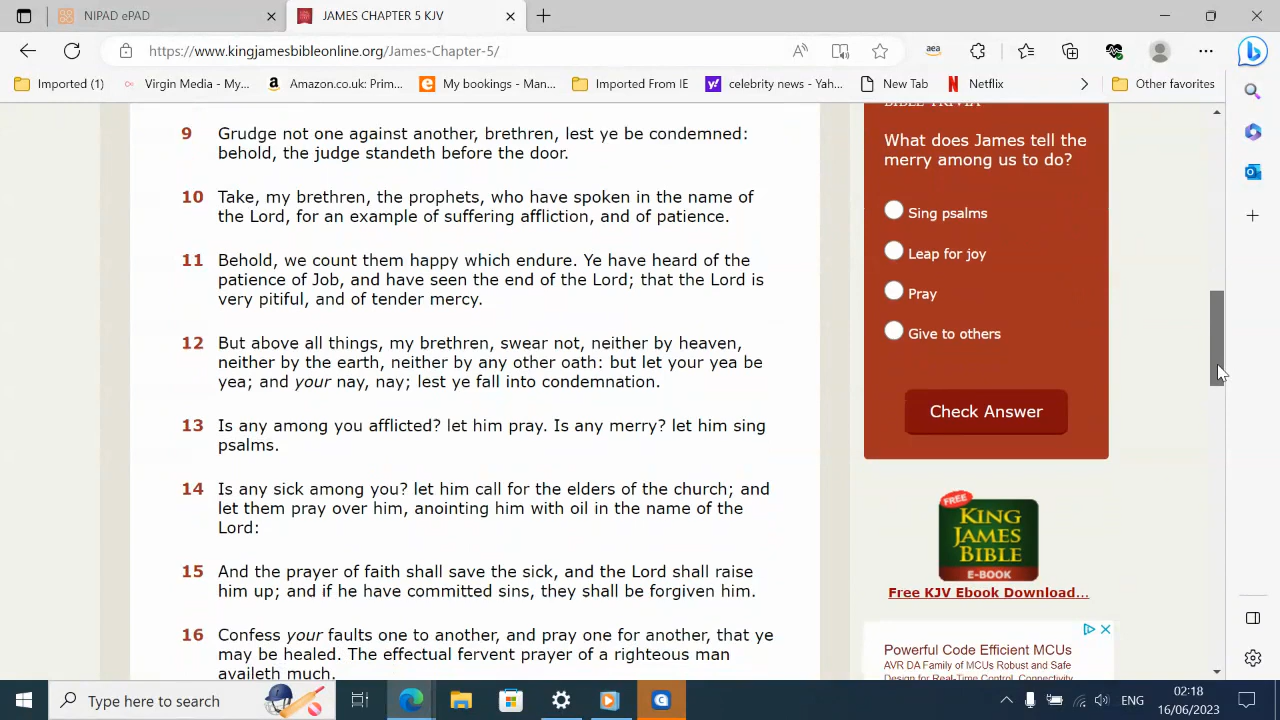 NIPAD ePAD
JAMES CHAPTER 5 KJV
https://www.kingjamesbibleonline.org/James-Chapter-5/
aea
Imported (1)
Virgin Media - My...
Amazon.co.uk: Prim...
My bookings - Man...
Imported From IE
celebrity news - Yah...
New Tab
Netflix
Other favorites
9 Grudge not one against another, brethren, lest ye be condemned:
behold, the judge standeth before the door.
10 Take, my brethren, the prophets, who have spoken in the name of
the Lord, for an example of suffering affliction, and of patience.
11 Behold, we count them happy which endure. Ye have heard of the
patience of Job, and have seen the end of the Lord; that the Lord is
very pitiful, and of tender mercy.
12 But above all things, my brethren, swear not, neither by heaven,
neither by the earth, neither by any other oath: but let your yea be
yea; and your nay, nay; lest ye fall into condemnation.
13 Is any among you afflicted? let him pray. Is any merry? let him sing
psalms.
14 Is any sick among you? let him call for the elders of the church; and
let them pray over him, anointing him with oil in the name of the
Lord:
15 And the prayer of faith shall save the sick, and the Lord shall raise
him up; and if he have committed sins, they shall be forgiven him.
16 Confess your faults one to another, and pray one for another, that ye
may be healed. The effectual fervent prayer of a righteous man
availeth much.
BIBLE TRIVIA
What does James tell the
merry among us to do?
Sing psalms
Leap for joy
Pray
Give to others
Check Answer
FREE
KING
JAMES
BIBLE
E-BOOK
Free KJV Ebook Download...
Powerful Code Efficient MCUs
AVR DA Family of MCUs Robust and Safe
Design for Real-Time Control, Connectivity
Type here to search
ENG
02:18
16/06/2023